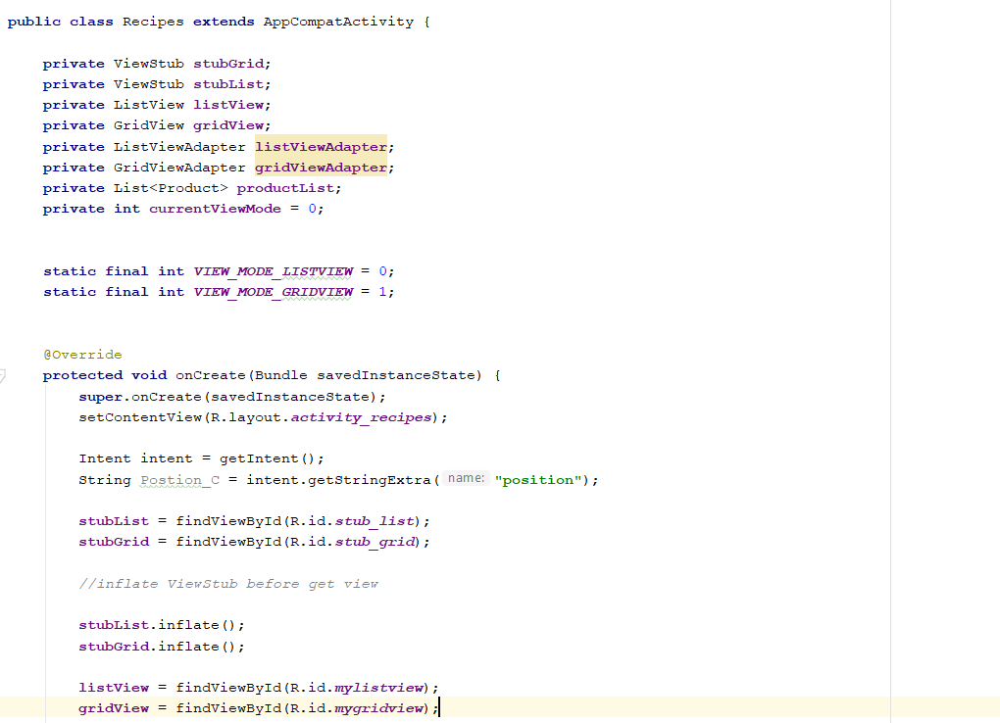 public class Recipes extends AppCompatActivity {
private ViewStub stubGrid;
private ViewStub stubList;
private ListView listView;
private GridView gridView;
private ListViewAdapter listViewAdapter;
private GridViewAdapter gridViewAdapter;
private List<Product> productList;
private int currentViewMode = 0;
static final int VIEW_MODE_LISTVIEW = 0;
static final int VIEW_MODE_GRIDVIEW = 1;
@Override
protected void onCreate(Bundle savedInstanceState) {
super.onCreate(savedInstanceState);
setContentView(R.layout.activity_recipes);
Intent intent = getIntent();
String Postion_C = intent.getStringExtra( name: "position");
stubList = findViewById(R.id.stub_list);
stubGrid = findViewById(R.id.stub_grid);
//inflate ViewStub before get view
stubList.inflate();
stubGrid.inflate();
listView = findViewById(R.id.mylistview);
gridView = findViewById(R.id.mygridview);